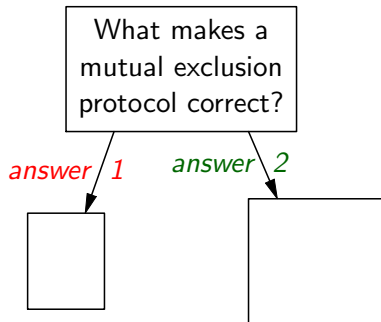 What makes a
mutual exclusion
protocol correct?
answer 1
answer 2